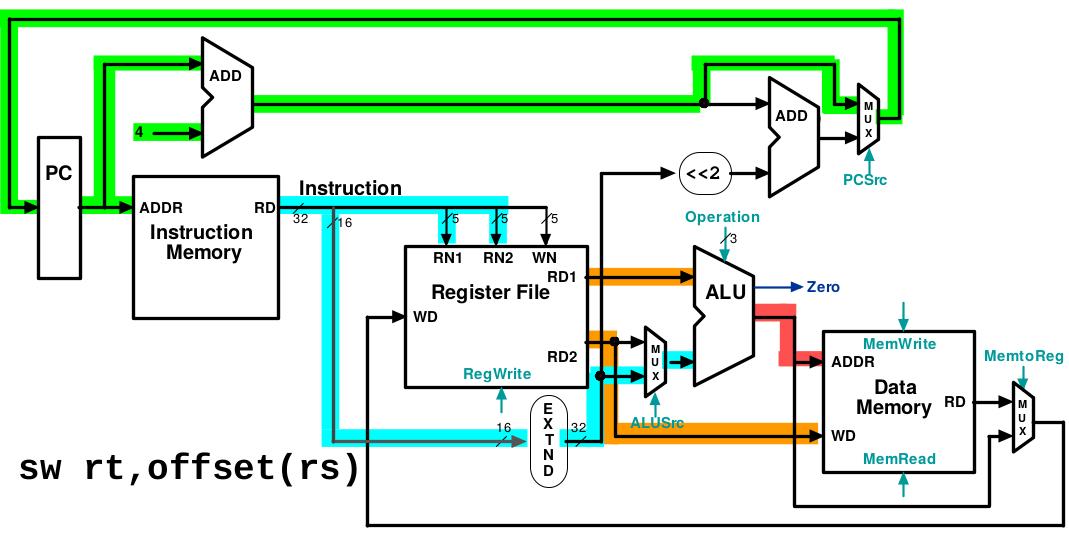 ADD
4
PC
ADDR
RD
Instruction
Memory
Instruction
32
16
5
5
5
RN1
RN2
WN
RD1
Register File
WD
RD2
RegWrite
16
E
X
T
N
D
32
<<2
ADD
M
U
X
PCSrc
Operation
3
ALU
Zero
M
U
X
ALUSrc
MemWrite
ADDR
Data
Memory
RD
WD
MemRead
MemtoReg
M
U
X
sw rt,offset(rs)